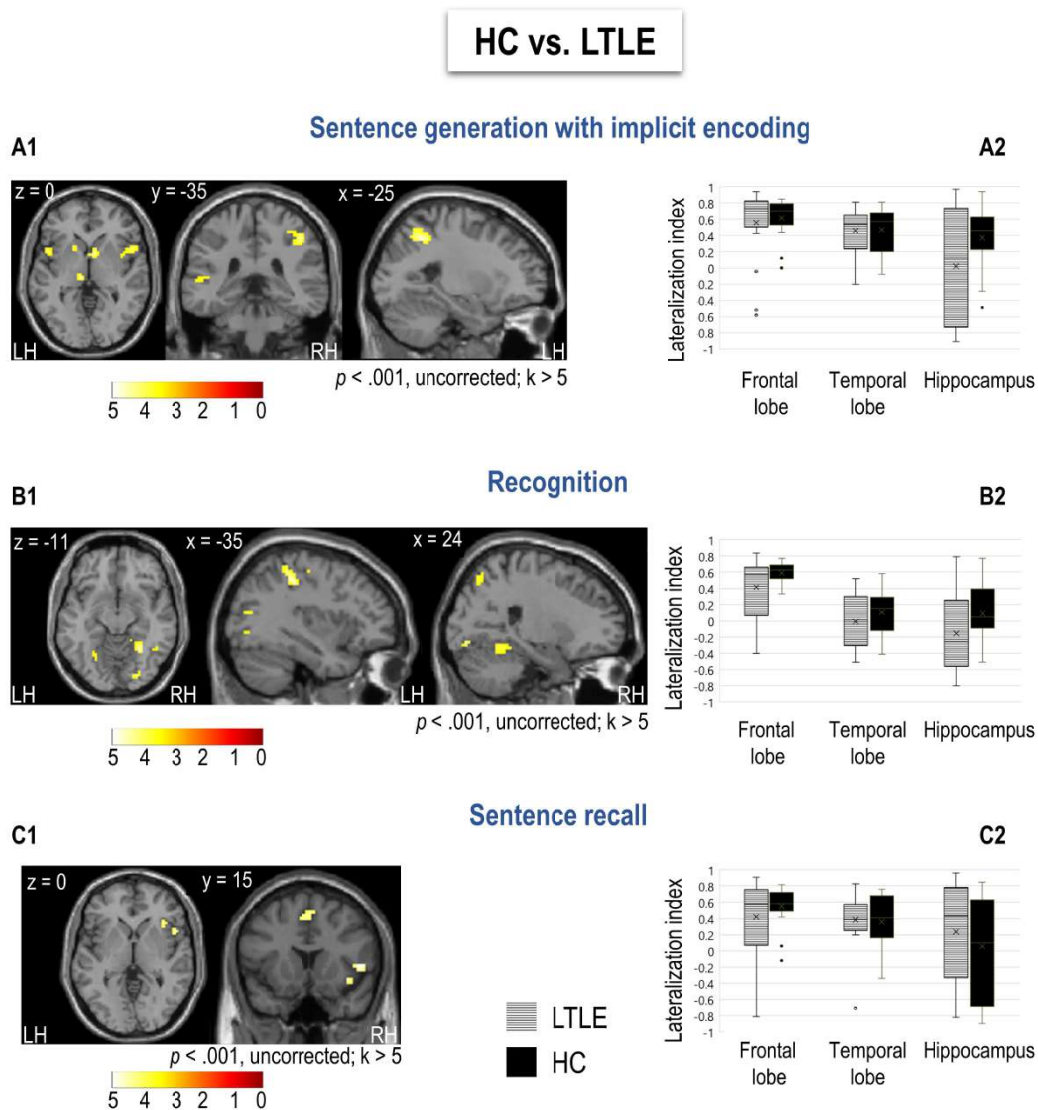 HC vs. LTLE
Sentence generation with implicit encoding
A1
A2
z = 0
y = -35
x = -25
LH
RH
LH
p < .001, uncorrected; k > 5
5 4 3 2 1 0
Lateralization index
1
0.8
0.6
0.4
0.2
0
0.2
0.4
0.6
0.8
-1
Frontal lobe
Temporal lobe
Hippocampus
Recognition
B1
B2
z = -11
x = -35
x = 24
LH
RH
LH
RH
p < .001, uncorrected; k > 5
5 4 3 2 1 0
Lateralization index
1
0.8
0.6
0.4
0.2
0
-0.2
-0.4
-0.6
-0.8
-1
Frontal lobe
Temporal lobe
Hippocampus
Sentence recall
C1
C2
z = 0
y = 15
LH
RH
p < .001, uncorrected; k > 5
5 4 3 2 1 0
LTLE
HC
Lateralization index
1
0.8
0.6
0.4
0.2
0
-0.2
-0.4
-0.6
-0.8
-1
Frontal lobe
Temporal lobe
Hippocampus